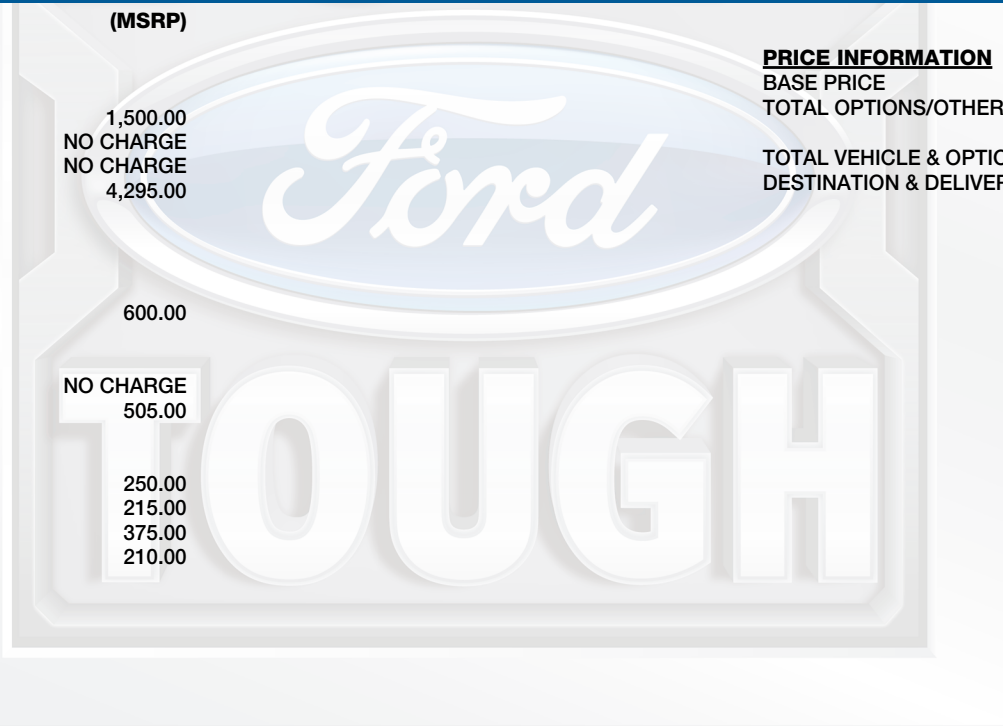 (MSRP)
1,500.00
NO CHARGE
NO CHARGE
4,295.00
600.00
NO CHARGE
505.00
250.00
215.00
375.00
210.00
PRICE INFORMATION
BASE PRICE
TOTAL OPTIONS/OTHER
TOTAL VEHICLE & OPTIO
DESTINATION & DELIVER
Ford
TOUGH